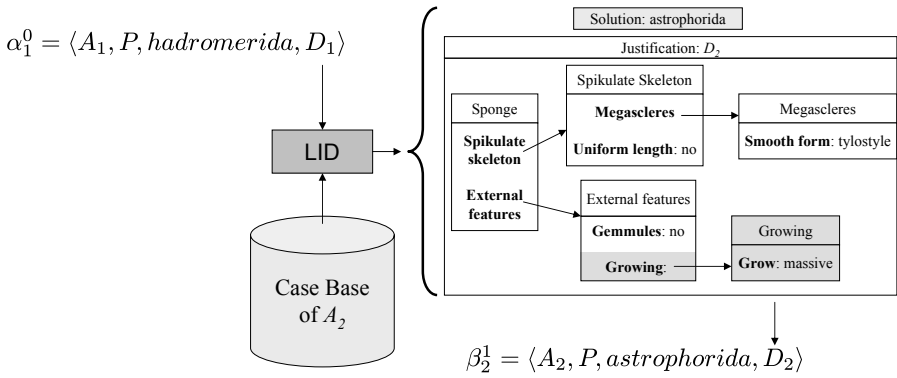 α₁⁰ = ⟨A₁, P, hadromerida, D₁⟩
LID
Case Base
of A₂
Solution: astrophorida
Justification: D₂
Sponge
Spikulate
skeleton
External
features
Spikulate Skeleton
Megascleres
Uniform length: no
Megascleres
Smooth form: tylostyle
External features
Gemmules: no
Growing:
Growing
Grow: massive
β₂¹ = ⟨A₂, P, astrophorida, D₂⟩